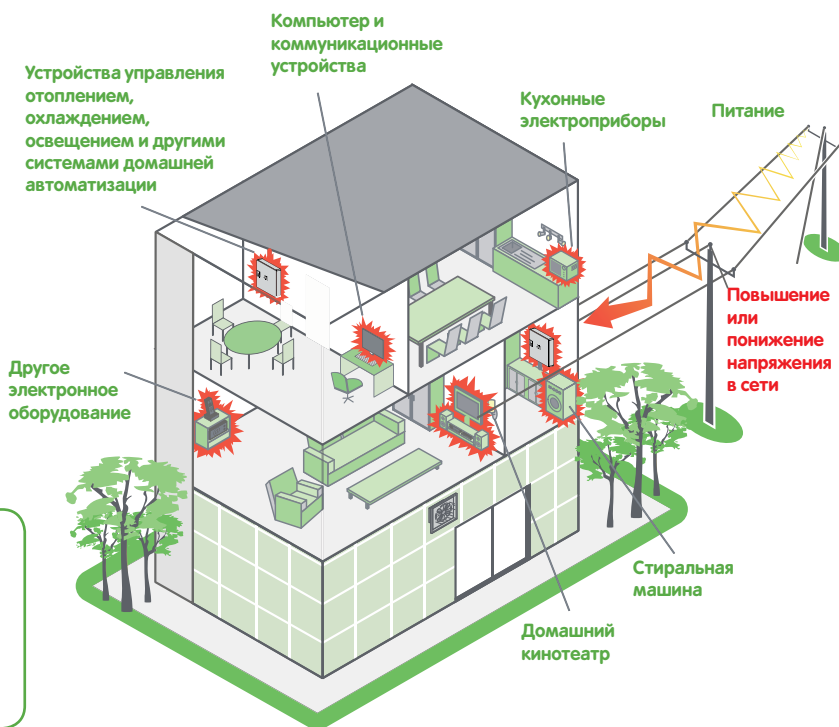 Компьютер и
коммуникационные
устройства
Устройства управления
отоплением,
охлаждением,
освещением и другими
системами домашней
автоматизации
Кухонные
электроприборы
Питание
Повышение
или
понижение
напряжения
в сети
Другое
электронное
оборудование
Стиральная
машина
Домашний
кинотеатр